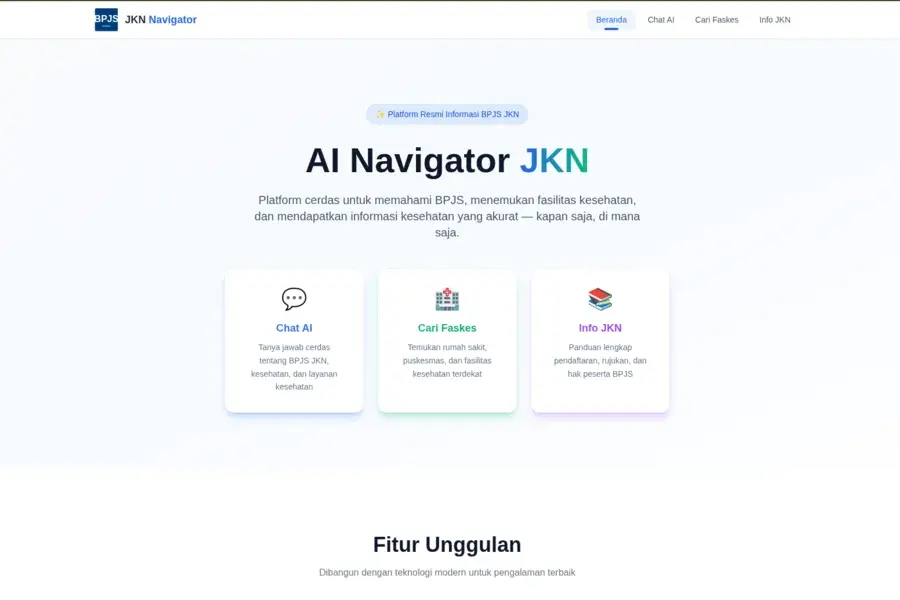 BPJS
JKN Navigator
Beranda
Chat AI
Cari Faskes
Info JKN
✨ Platform Resmi Informasi BPJS JKN
AI Navigator JKN
Platform cerdas untuk memahami BPJS, menemukan fasilitas kesehatan,
dan mendapatkan informasi kesehatan yang akurat — kapan saja, di mana
saja.
Chat AI
Tanya jawab cerdas
tentang BPJS JKN,
kesehatan, dan layanan
kesehatan
Cari Faskes
Temukan rumah sakit,
puskesmas, dan fasilitas
kesehatan terdekat
Info JKN
Panduan lengkap
pendaftaran, rujukan, dan
hak peserta BPJS
Fitur Unggulan
Dibangun dengan teknologi modern untuk pengalaman terbaik